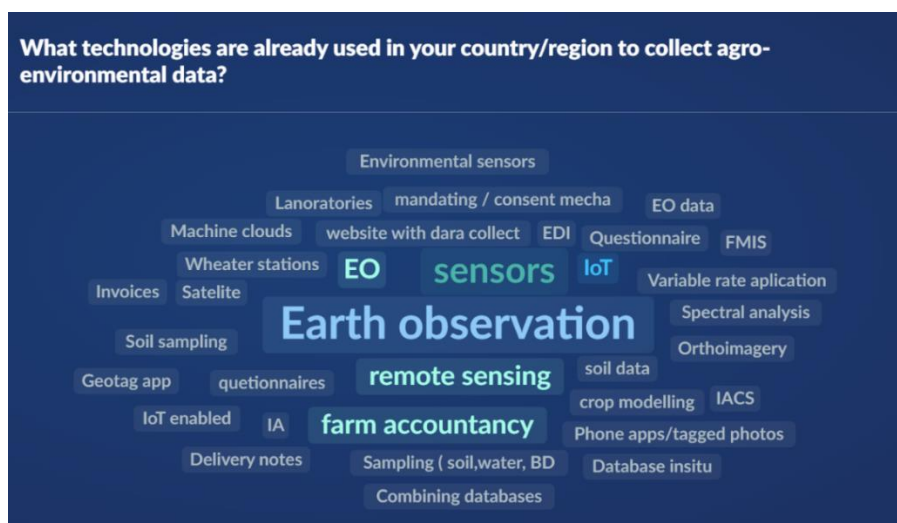 What technologies are already used in your country/region to collect agro-
environmental data?
Environmental sensors
Lanoratories
mandating / consent mecha
EO data
Machine clouds
website with dara collect
EDI
Questionnaire
FMIS
Wheater stations
EO
sensors
IoT
Variable rate aplication
Invoices
Satelite
Earth observation
Spectral analysis
Soil sampling
Orthoimagery
Geotag app
quetionnaires
remote sensing
soil data
crop modelling
IACS
IoT enabled
IA
farm accountancy
Phone apps/tagged photos
Delivery notes
Sampling ( soil,water, BD
Database insitu
Combining databases